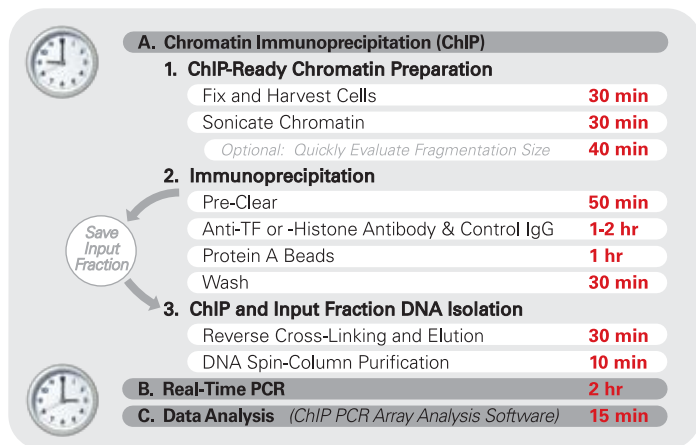 A. Chromatin Immunoprecipitation (ChIP)
1. ChIP-Ready Chromatin Preparation
Fix and Harvest Cells 30 min
Sonicate Chromatin 30 min
Optional: Quickly Evaluate Fragmentation Size 40 min
2. Immunoprecipitation
Pre-Clear 50 min
Anti-TF or -Histone Antibody & Control IgG 1-2 hr
Save
Input
Fraction
Protein A Beads 1 hr
Wash 30 min
3. ChIP and Input Fraction DNA Isolation
Reverse Cross-Linking and Elution 30 min
DNA Spin-Column Purification 10 min
B. Real-Time PCR 2 hr
C. Data Analysis (ChIP PCR Array Analysis Software) 15 min